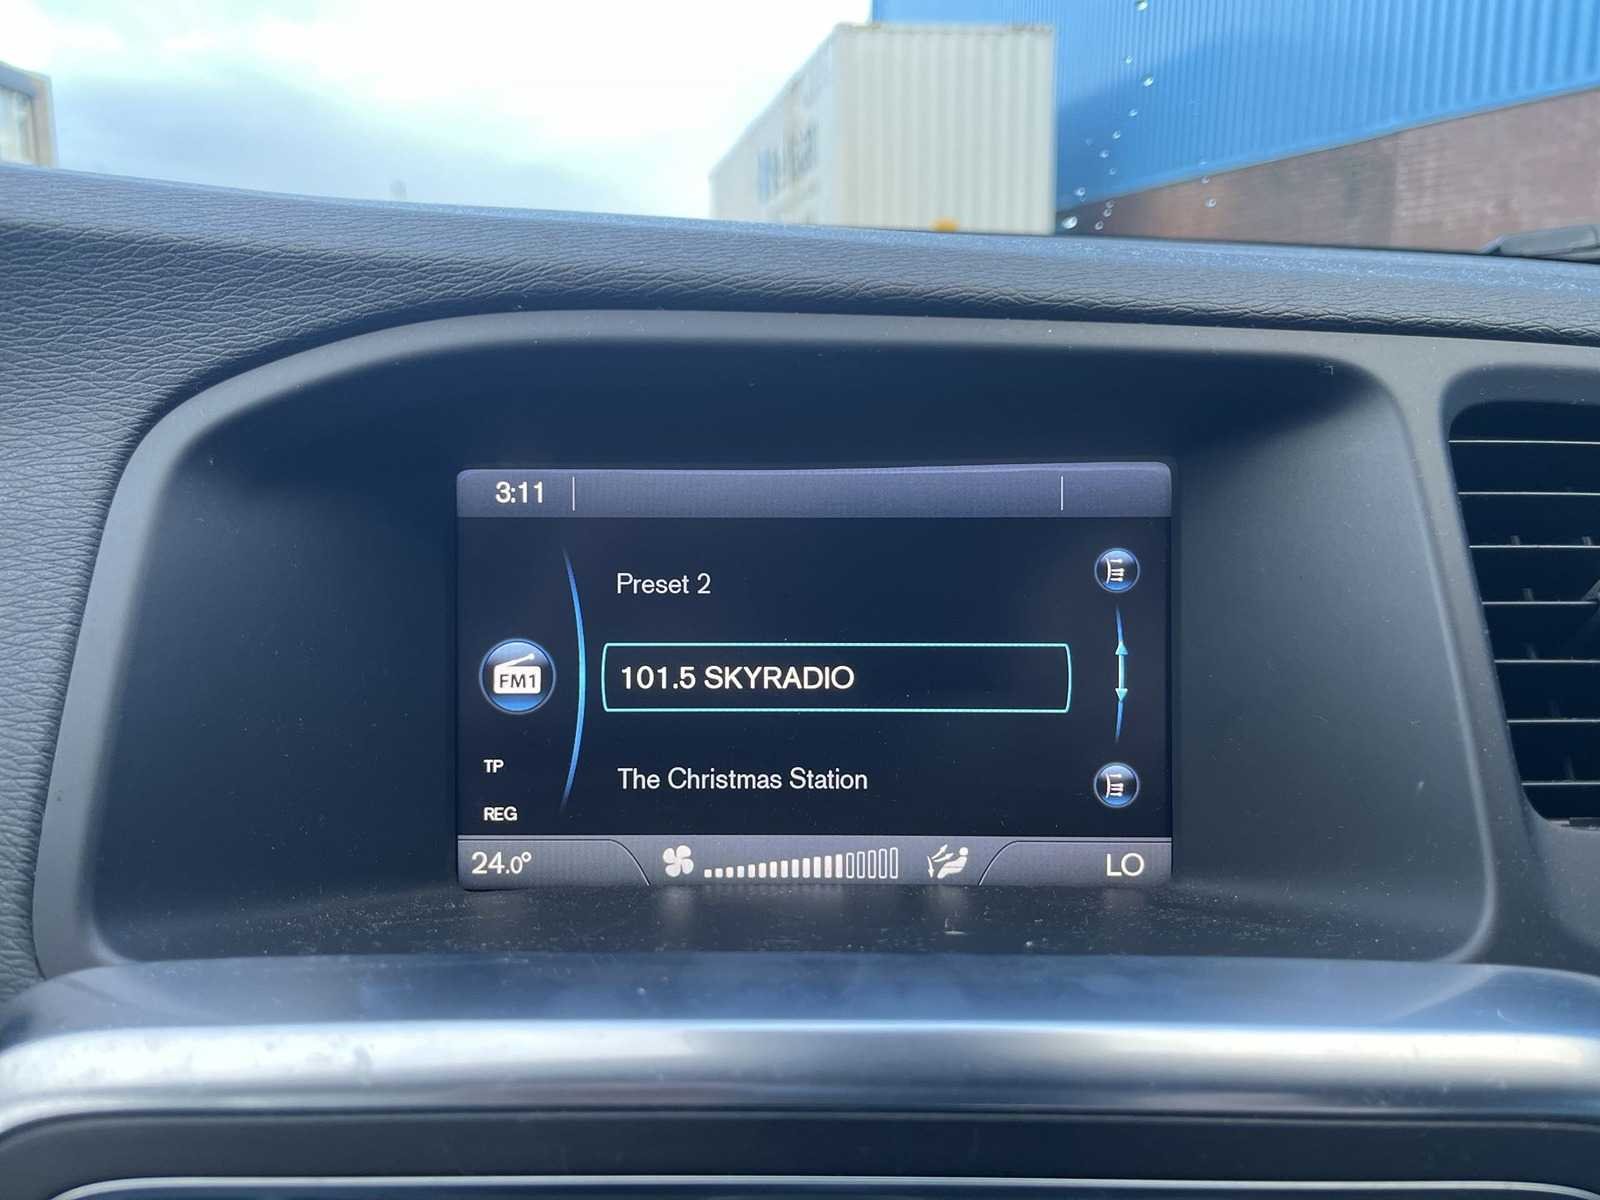 3:11
Preset 2
101.5 SKYRADIO
FM1
TP
The Christmas Station
REG
24.0°
LO